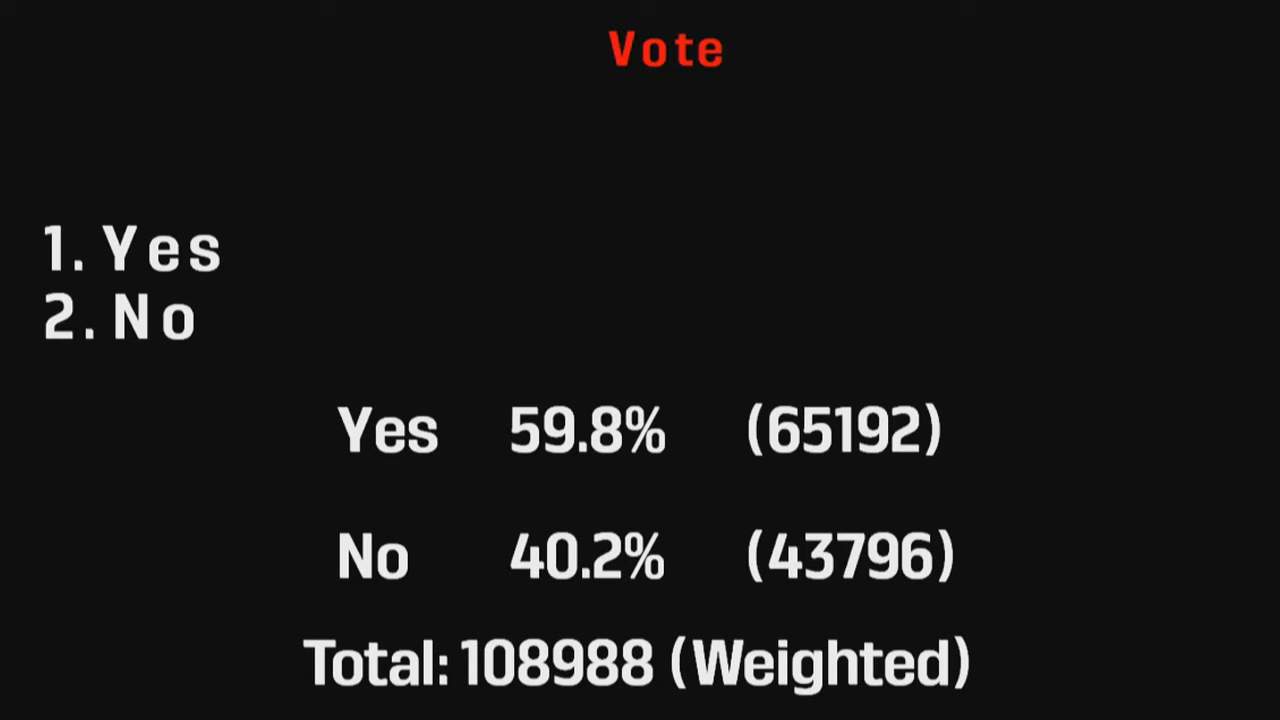 Vote
1. Yes
2. No
Yes 59.8% (65192)
No 40.2% (43796)
Total: 108988 (Weighted)